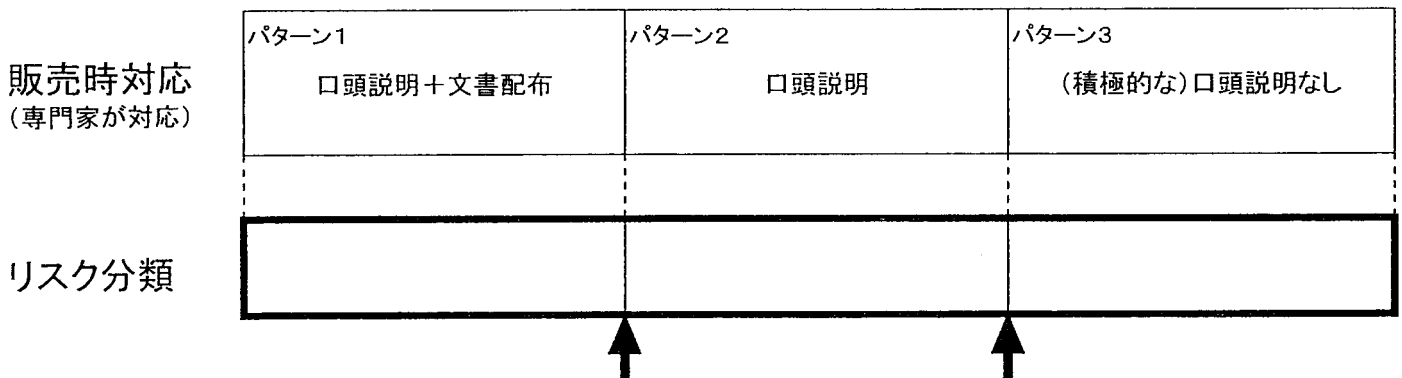 パターン1
パターン2
パターン3
販売時対応
(専門家が対応)
口頭説明+文書配布
口頭説明
(積極的な)口頭説明なし
リスク分類